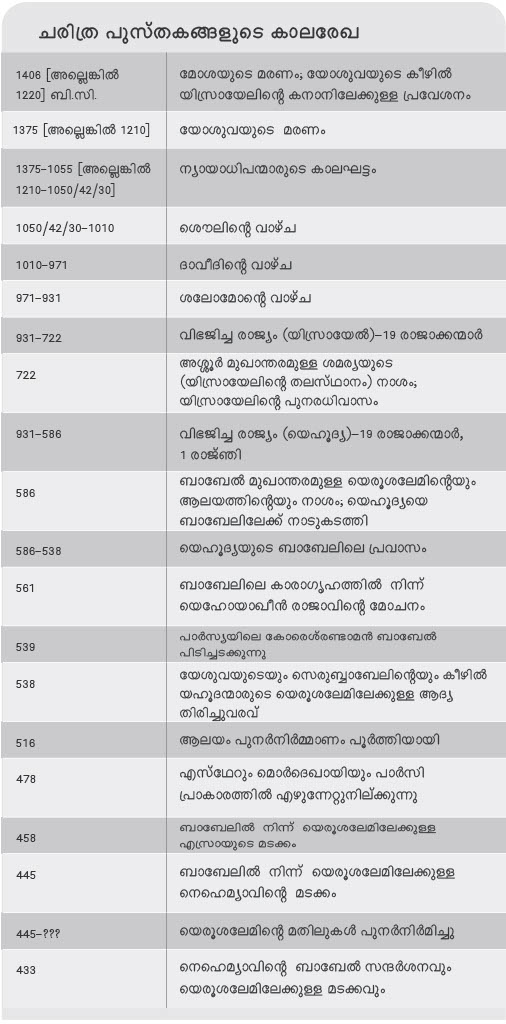 ചരിത്ര പുസ്തകങ്ങളുടെ കാലരേഖ
1406 [അല്ലെങ്കിൽ
1220] ബി.സി.
മോശയുടെ മരണം; യോശുവയുടെ കീഴിൽ
യിസ്രായേലിന്റെ കനാനിലേക്കുള്ള പ്രവേശനം
1375 [അല്ലെങ്കിൽ 1210]
യോശുവയുടെ മരണം
1375–1055 [അല്ലെങ്കിൽ
1210–1050/42/30]
ന്യായാധിപന്മാരുടെ കാലഘട്ടം
1050/42/30–1010
ശൌലിന്റെ വാഴ്ച
1010–971
ദാവീദിന്റെ വാഴ്ച
971–931
ശലോമോന്റെ വാഴ്ച
931–722
വിഭജിച്ച രാജ്യം (യിസ്രായേൽ)–19 രാജാക്കന്മാർ
722
അശ്ശൂർ മുഖാന്തരമുള്ള ശമര്യയുടെ
(യിസ്രായേലിന്റെ തലസ്ഥാനം) നാശം;
യിസ്രായേലിന്റെ പുനരധിവാസം
931–586
വിഭജിച്ച രാജ്യം (യെഹൂദ്യ)–19 രാജാക്കന്മാർ,
1 രാജ്ഞി
586
ബാബേൽ മുഖാന്തരമുള്ള യെരൂശലേമിന്റെയും
ആലയത്തിന്റെയും നാശം; യെഹൂദ്യയെ
ബാബേലിലേക്ക് നാടുകടത്തി
586–538
യെഹൂദ്യയുടെ ബാബേലിലെ പ്രവാസം
561
ബാബേലിലെ കാരാഗൃഹത്തിൽ നിന്ന്
യെഹോയാഖീൻ രാജാവിന്റെ മോചനം
539
പാർസ്യയിലെ കോരെശ്‌രണ്ടാമൻ ബാബേൽ
പിടിച്ചടക്കുന്നു
538
യേശുവയുടെയും സെരുബ്ബാബേലിന്റെയും കീഴിൽ
യഹൂദന്മാരുടെ യെരൂശലേമിലേക്കുള്ള ആദ്യ
തിരിച്ചുവരവ്
516
ആലയം പുനർനിർമ്മാണം പൂർത്തിയായി
478
എസ്ഥേറും മൊർദെഖായിയും പാർസി
പ്രാകാരത്തിൽ എഴുന്നേറ്റുനില്ക്കുന്നു
458
ബാബേലിൽ നിന്ന് യെരൂശലേമിലേക്കുള്ള
എസ്രായുടെ മടക്കം
445
ബാബേലിൽ നിന്ന് യെരൂശലേമിലേക്കുള്ള
നെഹെമ്യാവിന്റെ മടക്കം
445–???
യെരൂശലേമിന്റെ മതിലുകൾ പുനർനിർമിച്ചു
433
നെഹെമ്യാവിന്റെ ബാബേൽ സന്ദർശനവും
യെരൂശലേമിലേക്കുള്ള മടക്കവും